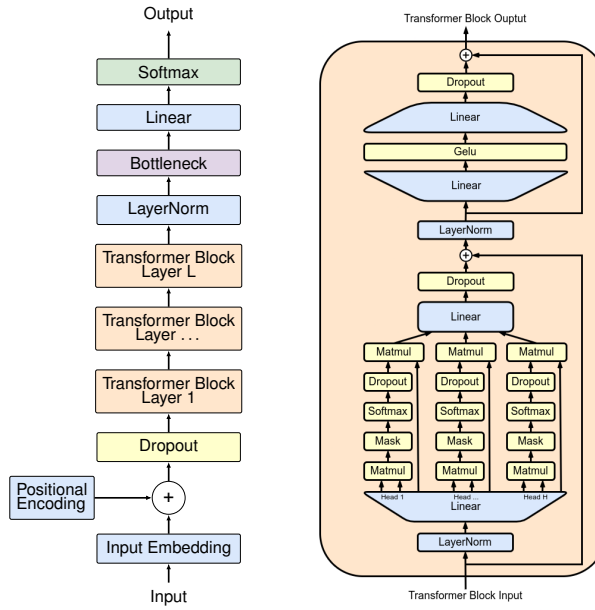 Output
Softmax
Linear
Bottleneck
LayerNorm
Transformer Block
Layer L
Transformer Block
Layer ...
Transformer Block
Layer 1
Dropout
Positional
Encoding
+
Input Embedding
Input
Transformer Block Ouptut
+
Dropout
Linear
Gelu
Linear
LayerNorm
+
Dropout
Linear
Matmul Matmul Matmul
Dropout Dropout Dropout
Softmax Softmax Softmax
Mask Mask Mask
Matmul Matmul Matmul
Head 1 Head ... Head H
Linear
LayerNorm
Transformer Block Input